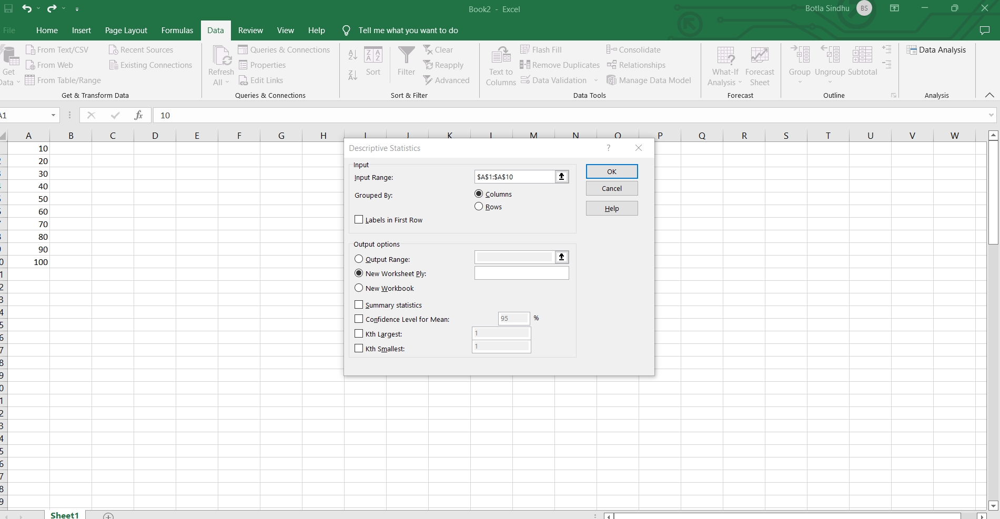 Book2 - Excel
Botla Sindhu BS
File Home Insert Page Layout Formulas Data Review View Help Tell me what you want to do
Get Data
From Text/CSV
From Web
From Table/Range
Recent Sources
Existing Connections
Get & Transform Data
Refresh All
Queries & Connections
Properties
Edit Links
Queries & Connections
Sort
Filter
Clear
Reapply
Advanced
Sort & Filter
Text to Columns
Flash Fill
Remove Duplicates
Data Validation
Consolidate
Relationships
Manage Data Model
Data Tools
What-If Analysis
Forecast Sheet
Forecast
Group
Ungroup
Subtotal
Outline
Data Analysis
Analysis
A1 fx 10
A B C D E F G H I J K L M N O P Q R S T U V W
10
20
30
40
50
60
70
80
90
100
Descriptive Statistics ?
Input
Input Range: $A$1:$A$10
Grouped By: Columns
Rows
Labels in First Row
OK
Cancel
Help
Output options
Output Range:
New Worksheet Ply:
New Workbook
Summary statistics
Confidence Level for Mean: 95 %
Kth Largest: 1
Kth Smallest: 1
Sheet1